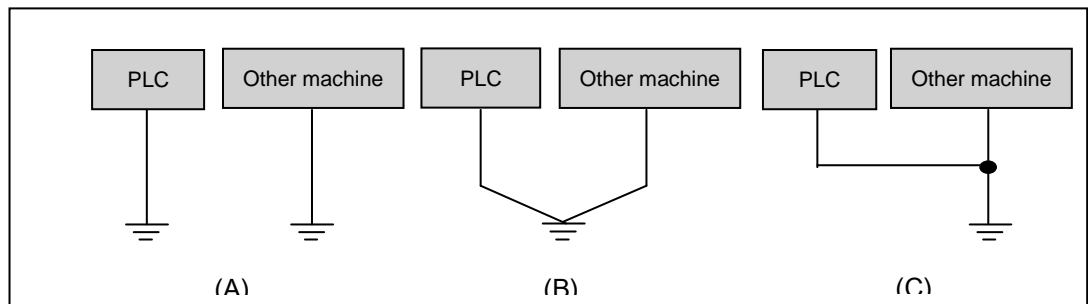 PLC Other machine PLC Other machine PLC Other machine
(A) (B) (C)